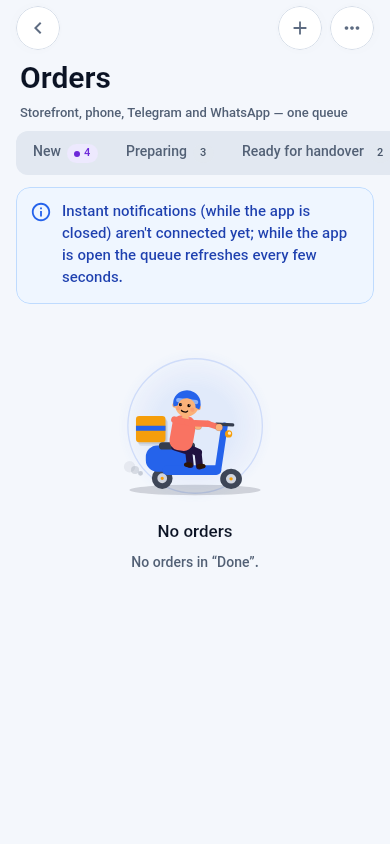 Orders
Storefront, phone, Telegram and WhatsApp — one queue
New 4 Preparing 3 Ready for handover 2
Instant notifications (while the app is
closed) aren't connected yet; while the app
is open the queue refreshes every few
seconds.
No orders
No orders in “Done”.